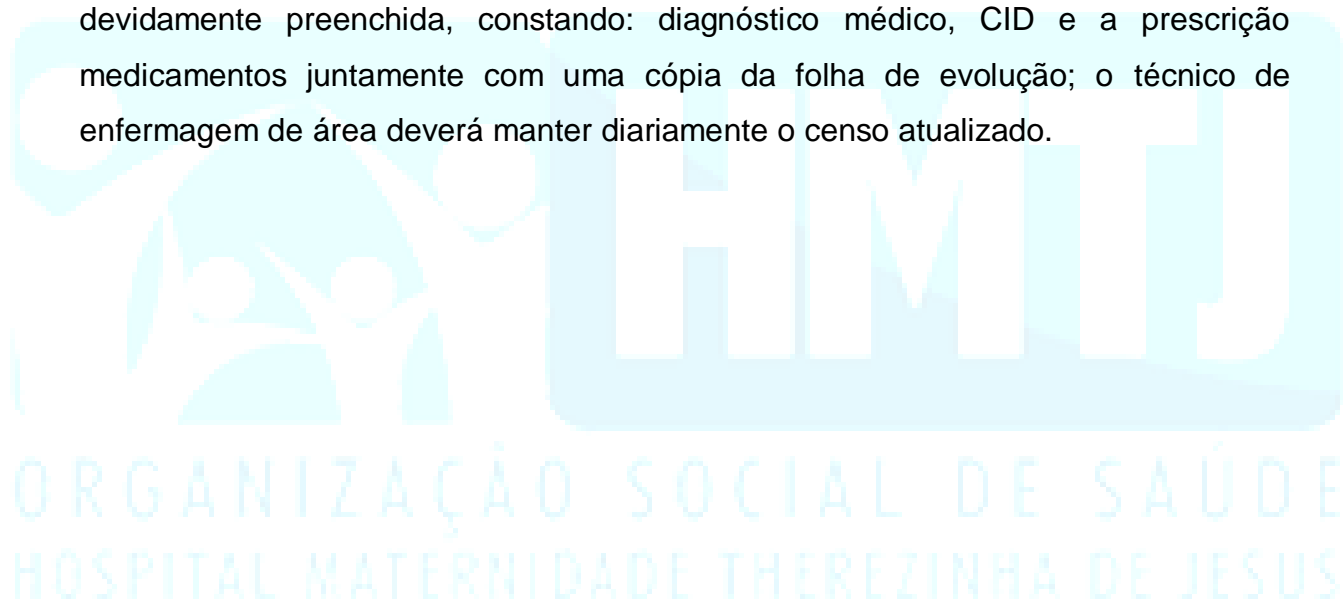 devidamente preenchida, constando: diagnóstico médico, CID e a prescrição
medicamentos juntamente com uma cópia da folha de evolução; o técnico de
enfermagem de área deverá manter diariamente o censo atualizado.
HMTJ
ORGANIZAÇÃO SOCIAL DE SAÚDE
HOSPITAL MATERNIDADE THEREZINHA DE JESUS